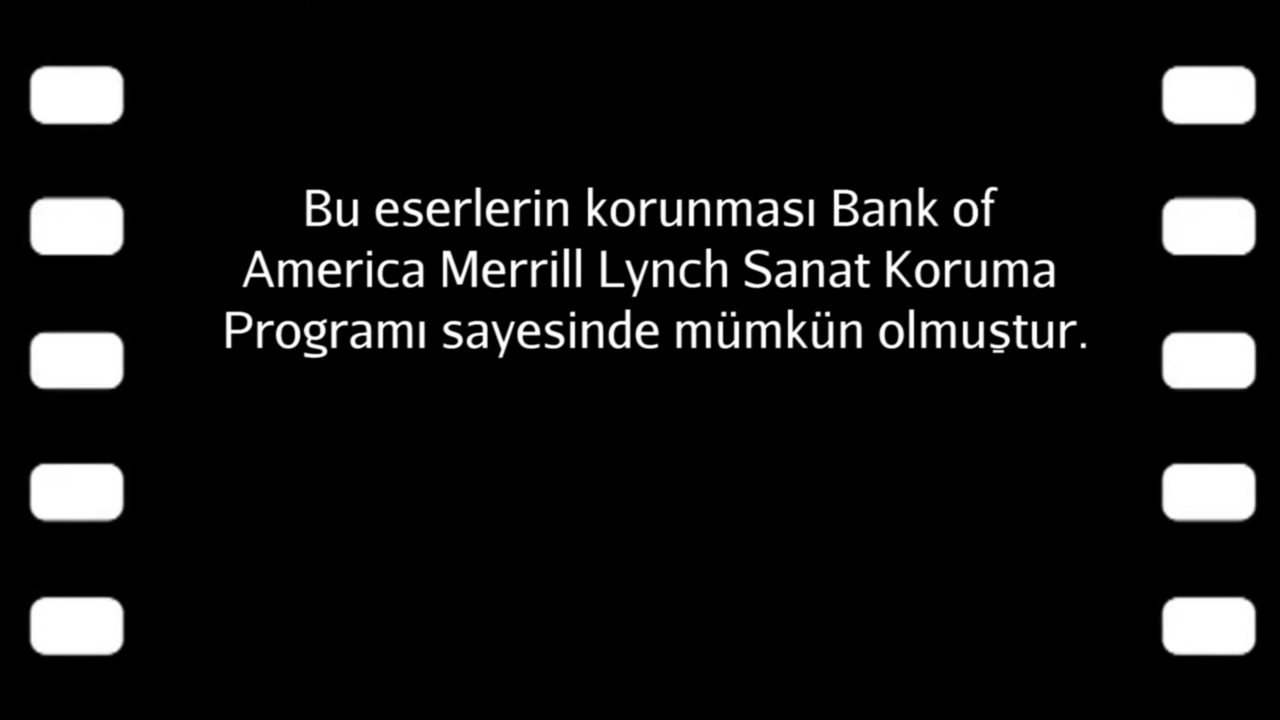 Bu eserlerin korunması Bank of
America Merrill Lynch Sanat Koruma
Programı sayesinde mümkün olmuştur.